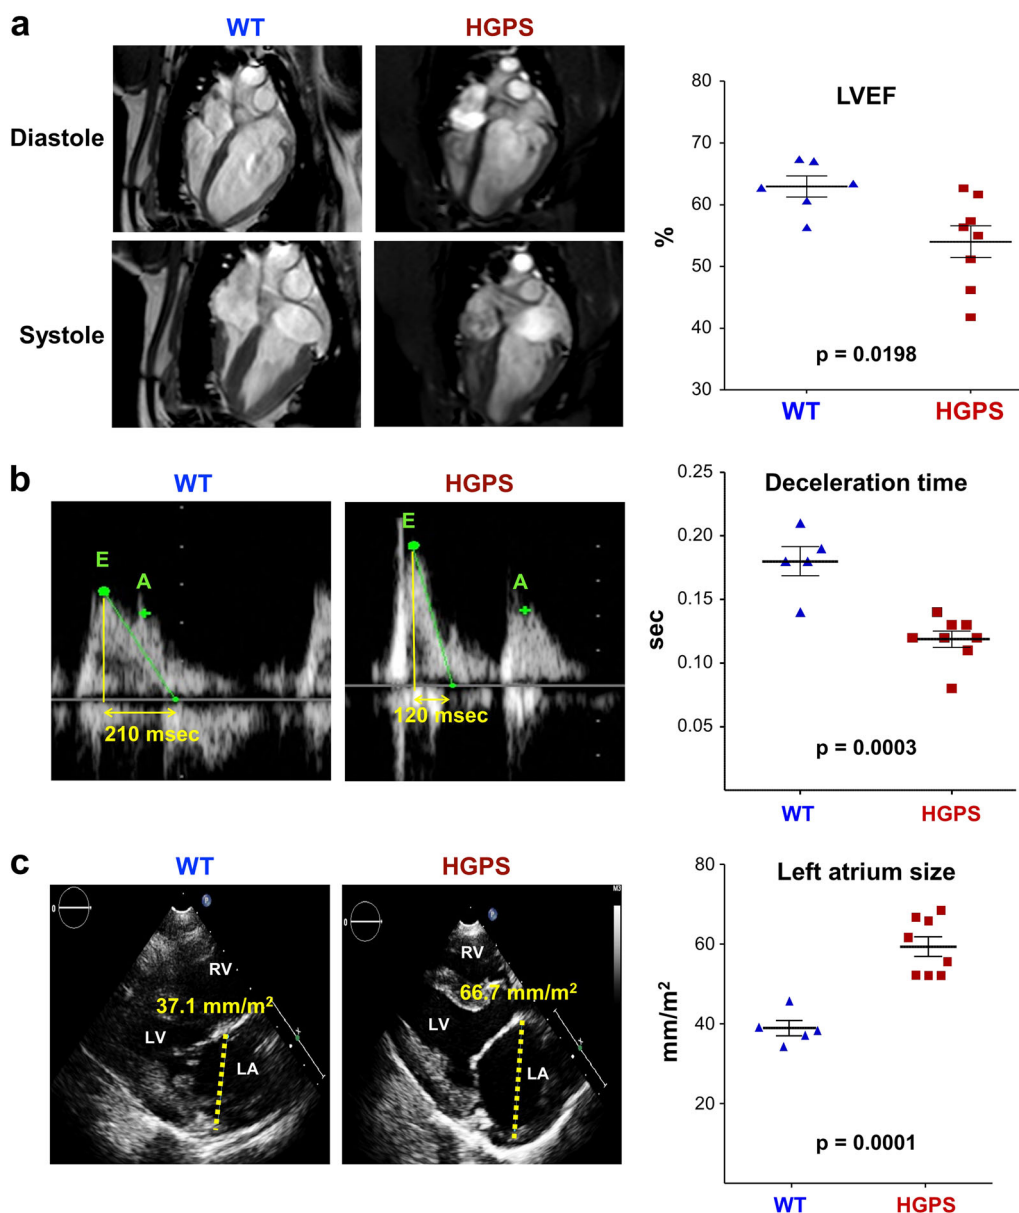 a
WT
HGPS
Diastole
Systole
LVEF
%
80
70
60
50
40
30
p = 0.0198
WT
HGPS
b
WT
HGPS
E
A
210 msec
E
A
120 msec
Deceleration time
sec
0.25
0.20
0.15
0.10
0.05
p = 0.0003
WT
HGPS
c
WT
HGPS
0
RV
37.1 mm/m²
LV
LA
0
M3
RV
66.7 mm/m²
LV
LA
Left atrium size
mm/m²
80
60
40
20
p = 0.0001
WT
HGPS